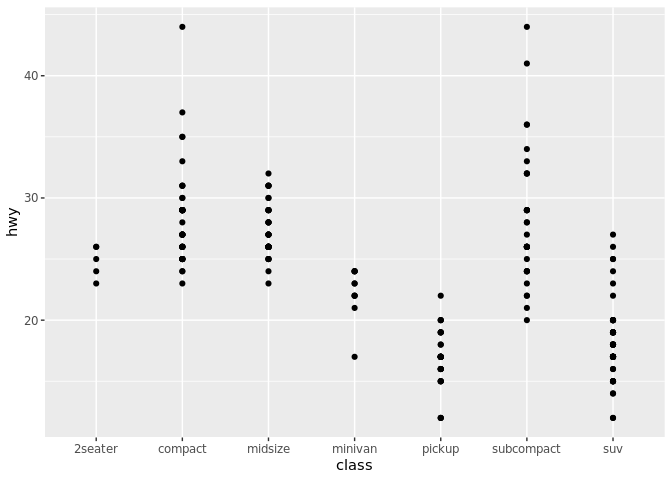 40
hwy
30
20
2seater compact midsize minivan pickup subcompact suv
class